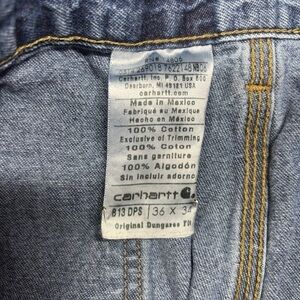 Carhartt, Inc. P. O. Box 600
Dearborn, MI 48121 USA
carhartt.com
Made in Mexico
Fabriqué au Mexique
Hecho en México
100% Cotton
Exclusive of Trimming
100% Cotton
Sans garniture
100% Algodón
Sin incluir adorno
carhartt
813 DPS 36 x 34
Original Dungaree Fit